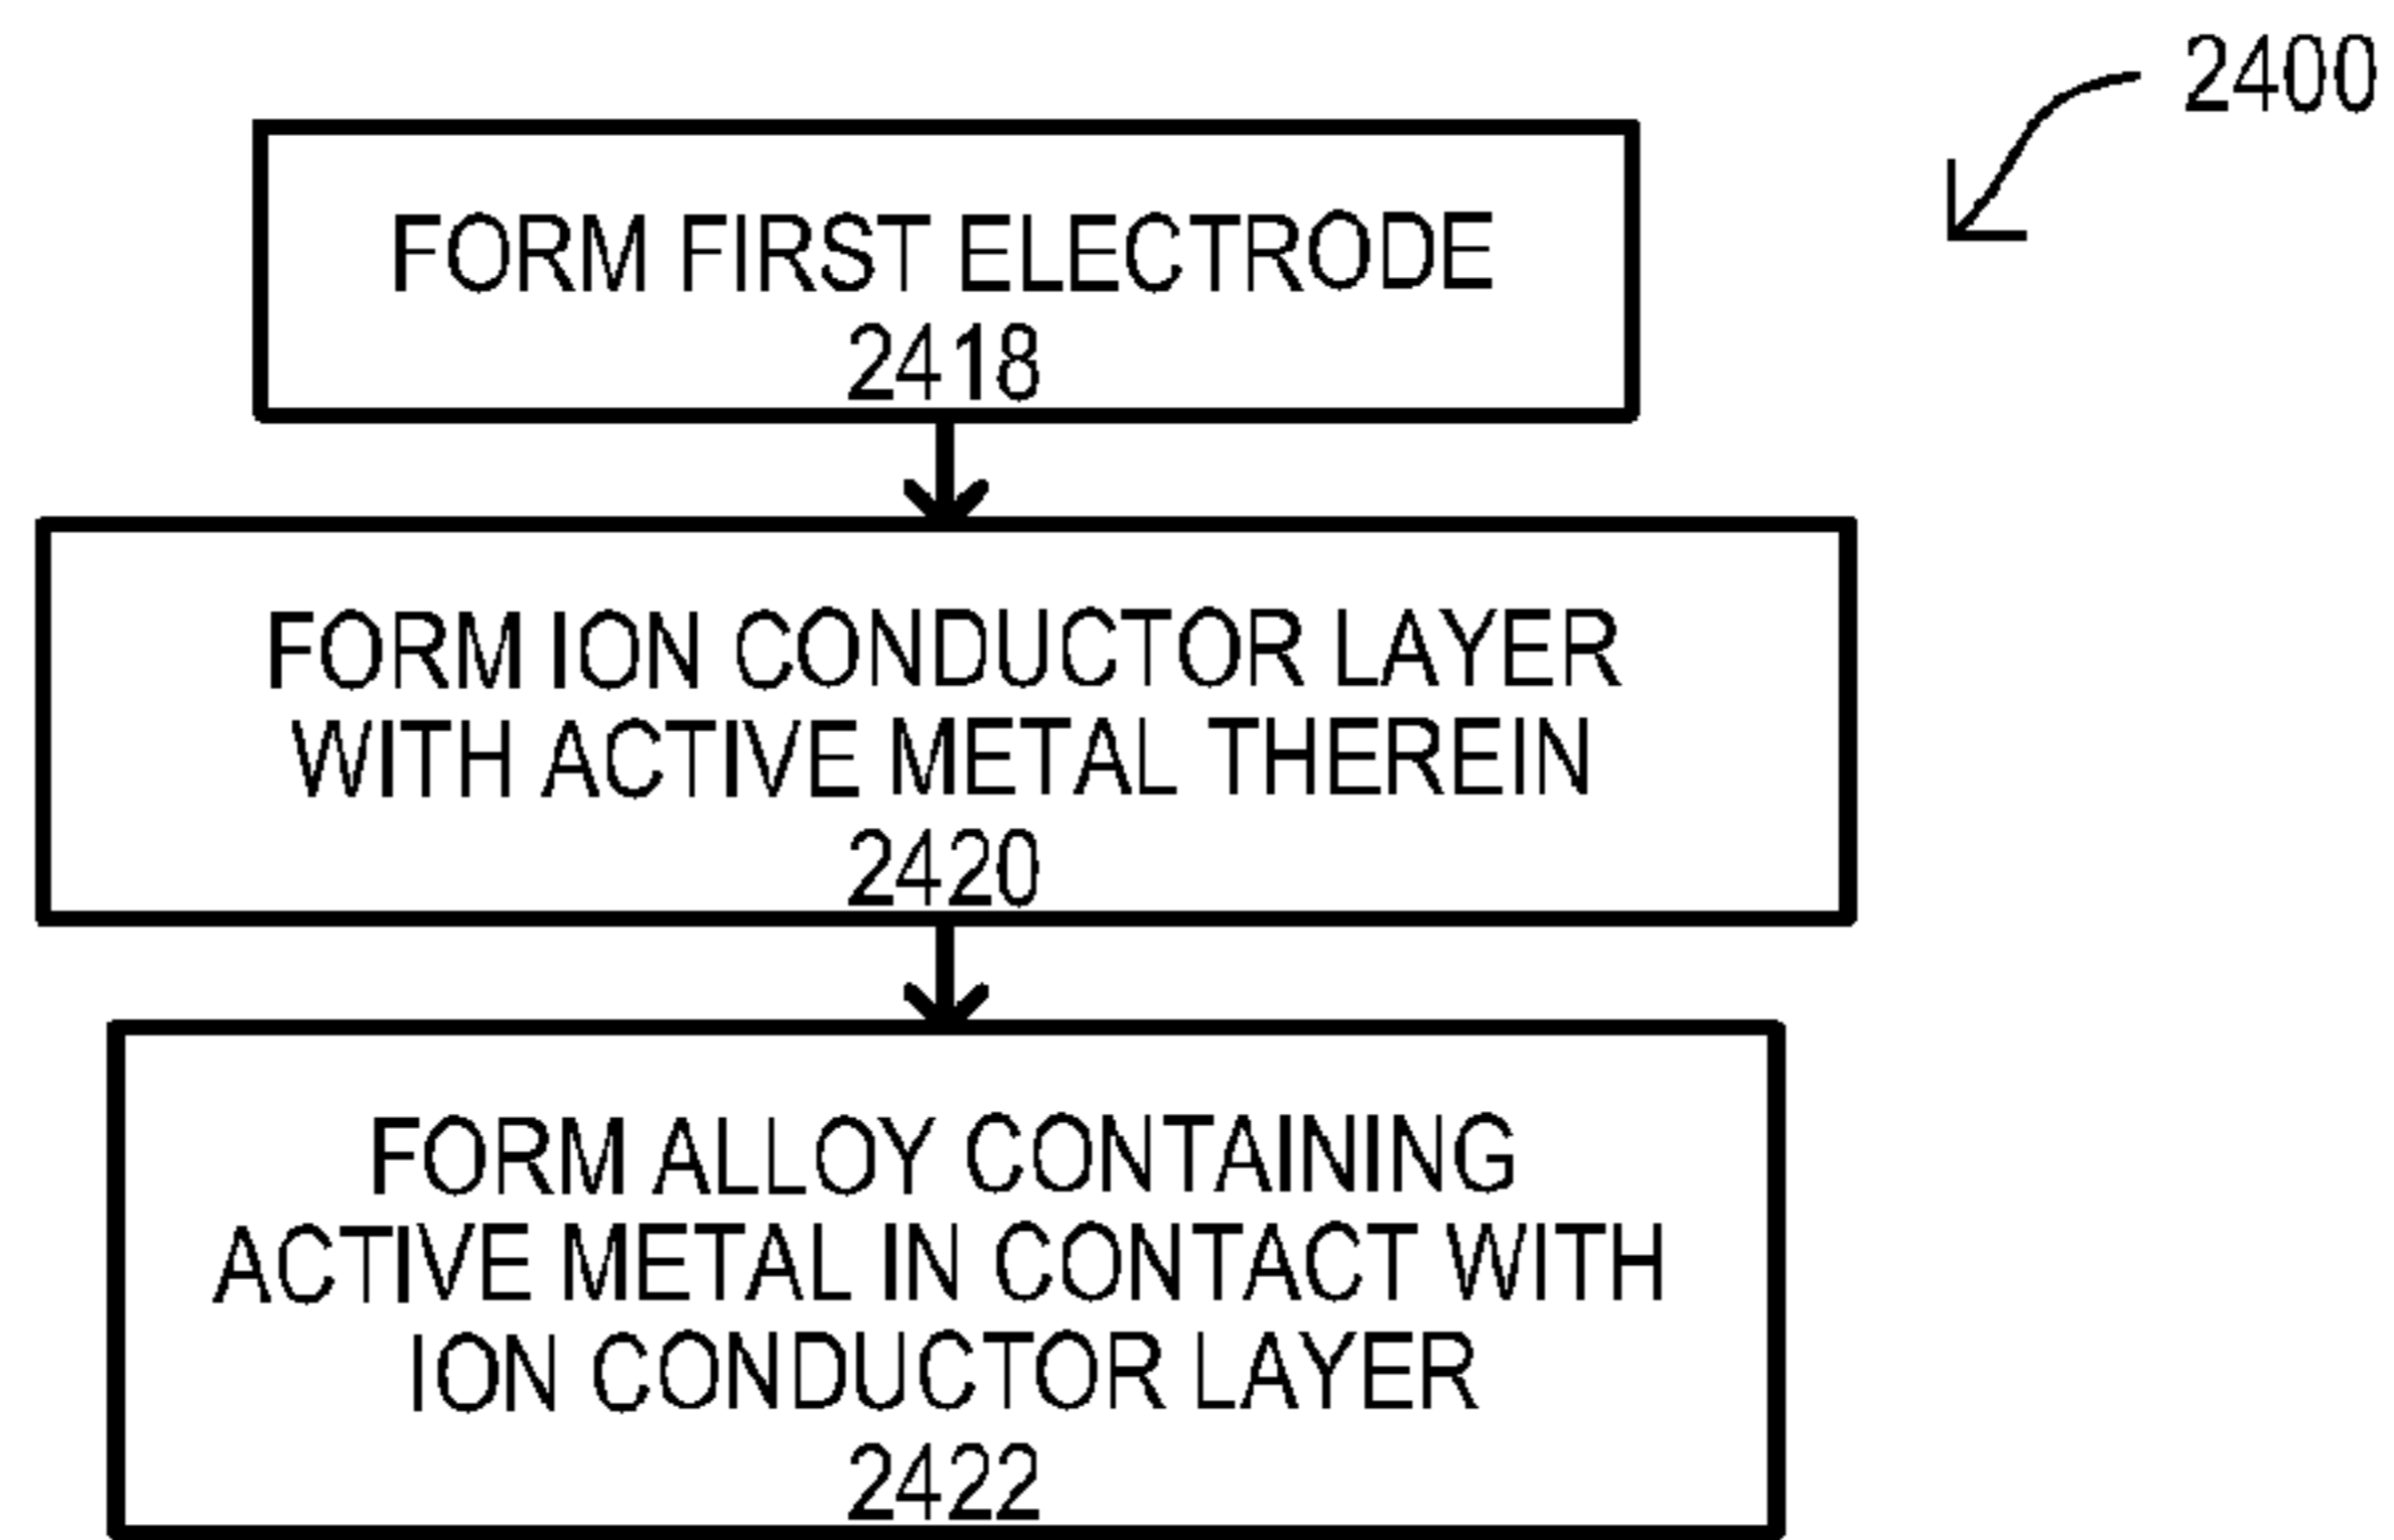 2400
FORM FIRST ELECTRODE
2418
FORM ION CONDUCTOR LAYER
WITH ACTIVE METAL THEREIN
2420
FORM ALLOY CONTAINING
ACTIVE METAL IN CONTACT WITH
ION CONDUCTOR LAYER
2422